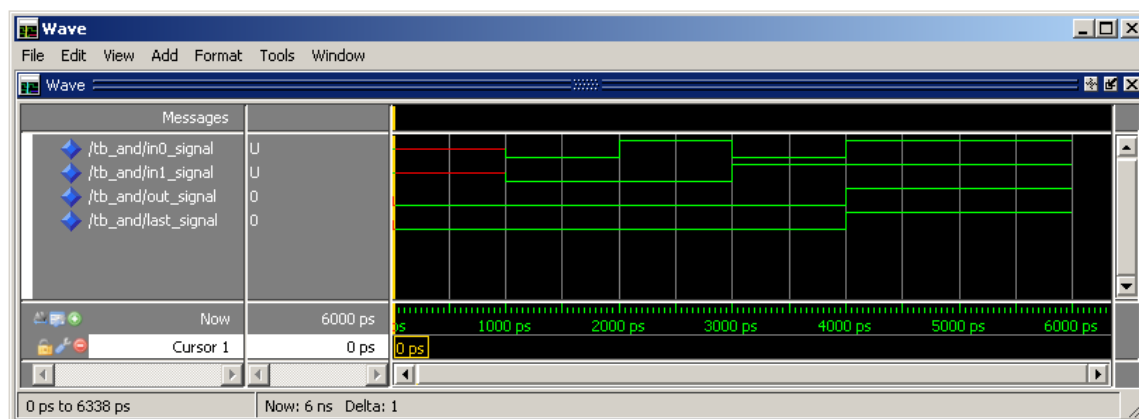 Wave
File Edit View Add Format Tools Window
Wave
Messages
/tb_and/in0_signal U
/tb_and/in1_signal U
/tb_and/out_signal 0
/tb_and/last_signal 0
Now 6000 ps
ps 1000 ps 2000 ps 3000 ps 4000 ps 5000 ps 6000 ps
Cursor 1 0 ps
0 ps
0 ps to 6338 ps Now: 6 ns Delta: 1